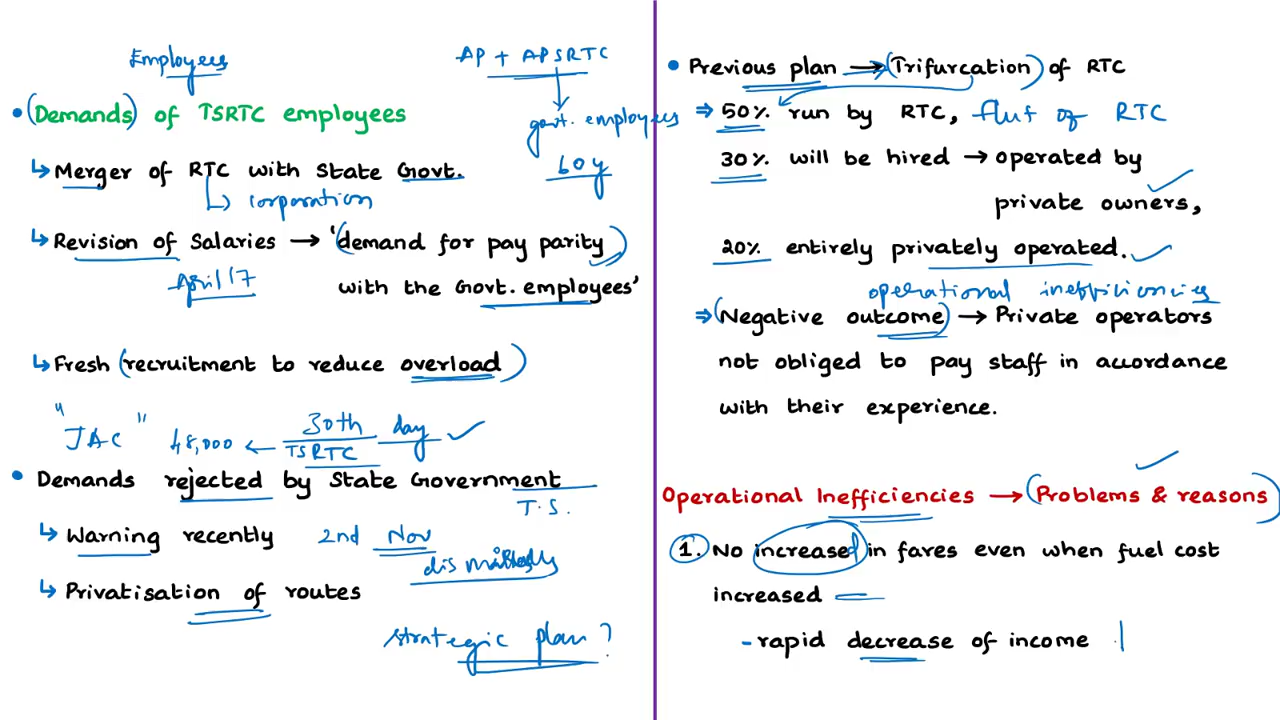 Employees
AP + APSRTC
• (Demands) of TSRTC employees
govt. employees
60 y
↳ Merger of RTC with State Govt.
↳ corporation
↳ Revision of Salaries → '(demand for pay parity)
April 17
with the Govt. employees'
↳ Fresh (recruitment to reduce overload)
"JAC" 48,000 ← 30th day ✓
TSRTC
• Demands rejected by State Government
T.S.
↳ Warning recently 2nd Nov
↳ Privatisation of routes
strategic plan?
• Previous plan → (Trifurcation) of RTC
⇒ 50% run by RTC, of RTC
30% will be hired → operated by
private owners, ✓
20% entirely privately operated. ✓
operational inefficiencies
⇒ (Negative outcome) → Private operators
not obliged to pay staff in accordance
with their experience.
Operational Inefficiencies → (Problems & reasons) ✓
1. No increased in fares even when fuel cost
increased
- rapid decrease of income